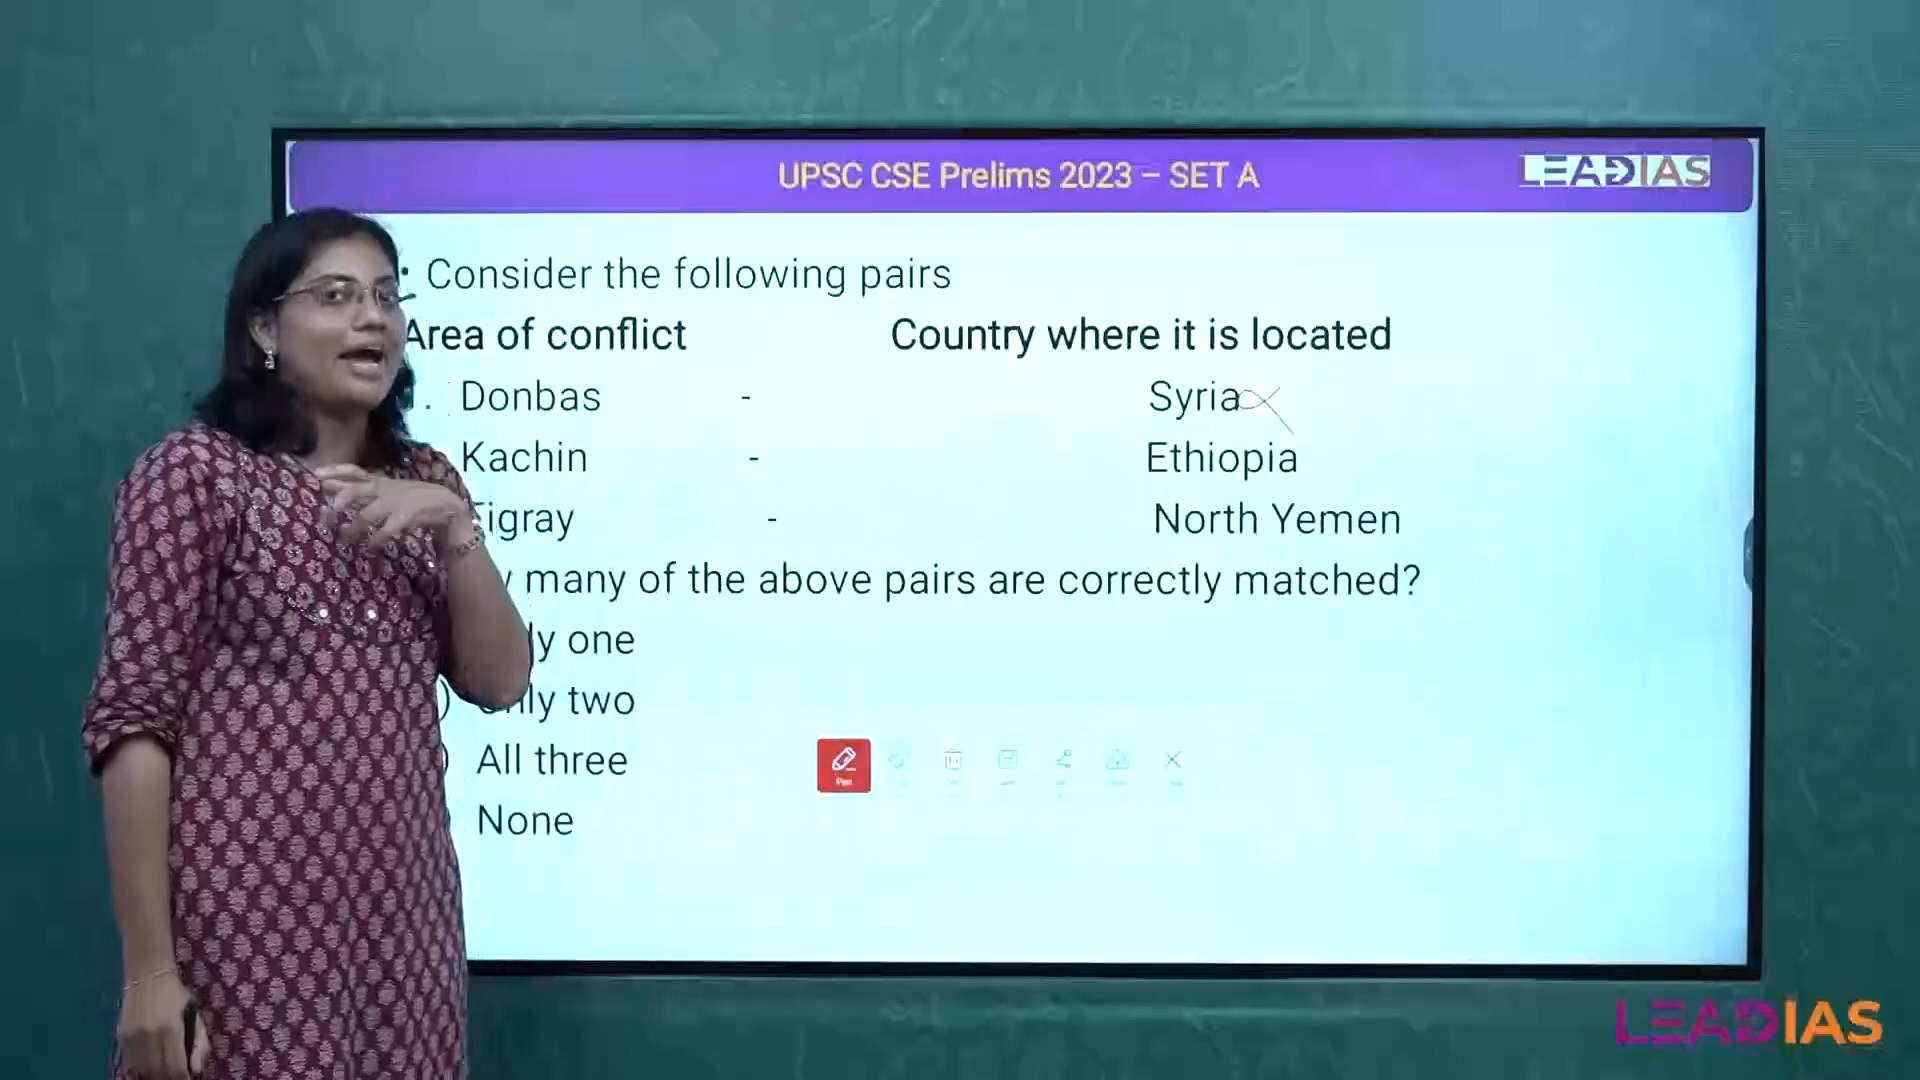 UPSC CSE Prelims 2023 – SET A
LEADIAS
: Consider the following pairs
Area of conflict Country where it is located
. Donbas - Syria
Kachin - Ethiopia
igray - North Yemen
many of the above pairs are correctly matched?
ly one
) Only two
) All three
None
Pen
LEADIAS